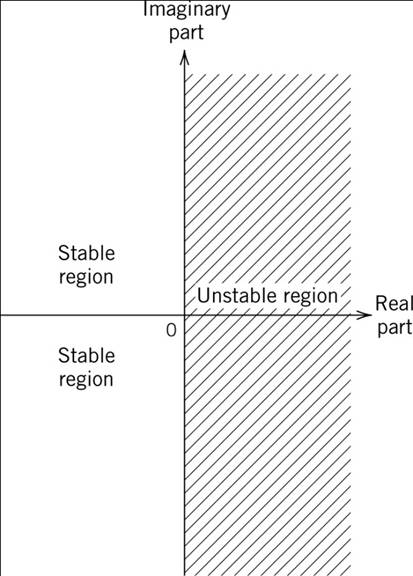 Imaginary
part
Stable
region
Unstable region
Real
part
0
Stable
region